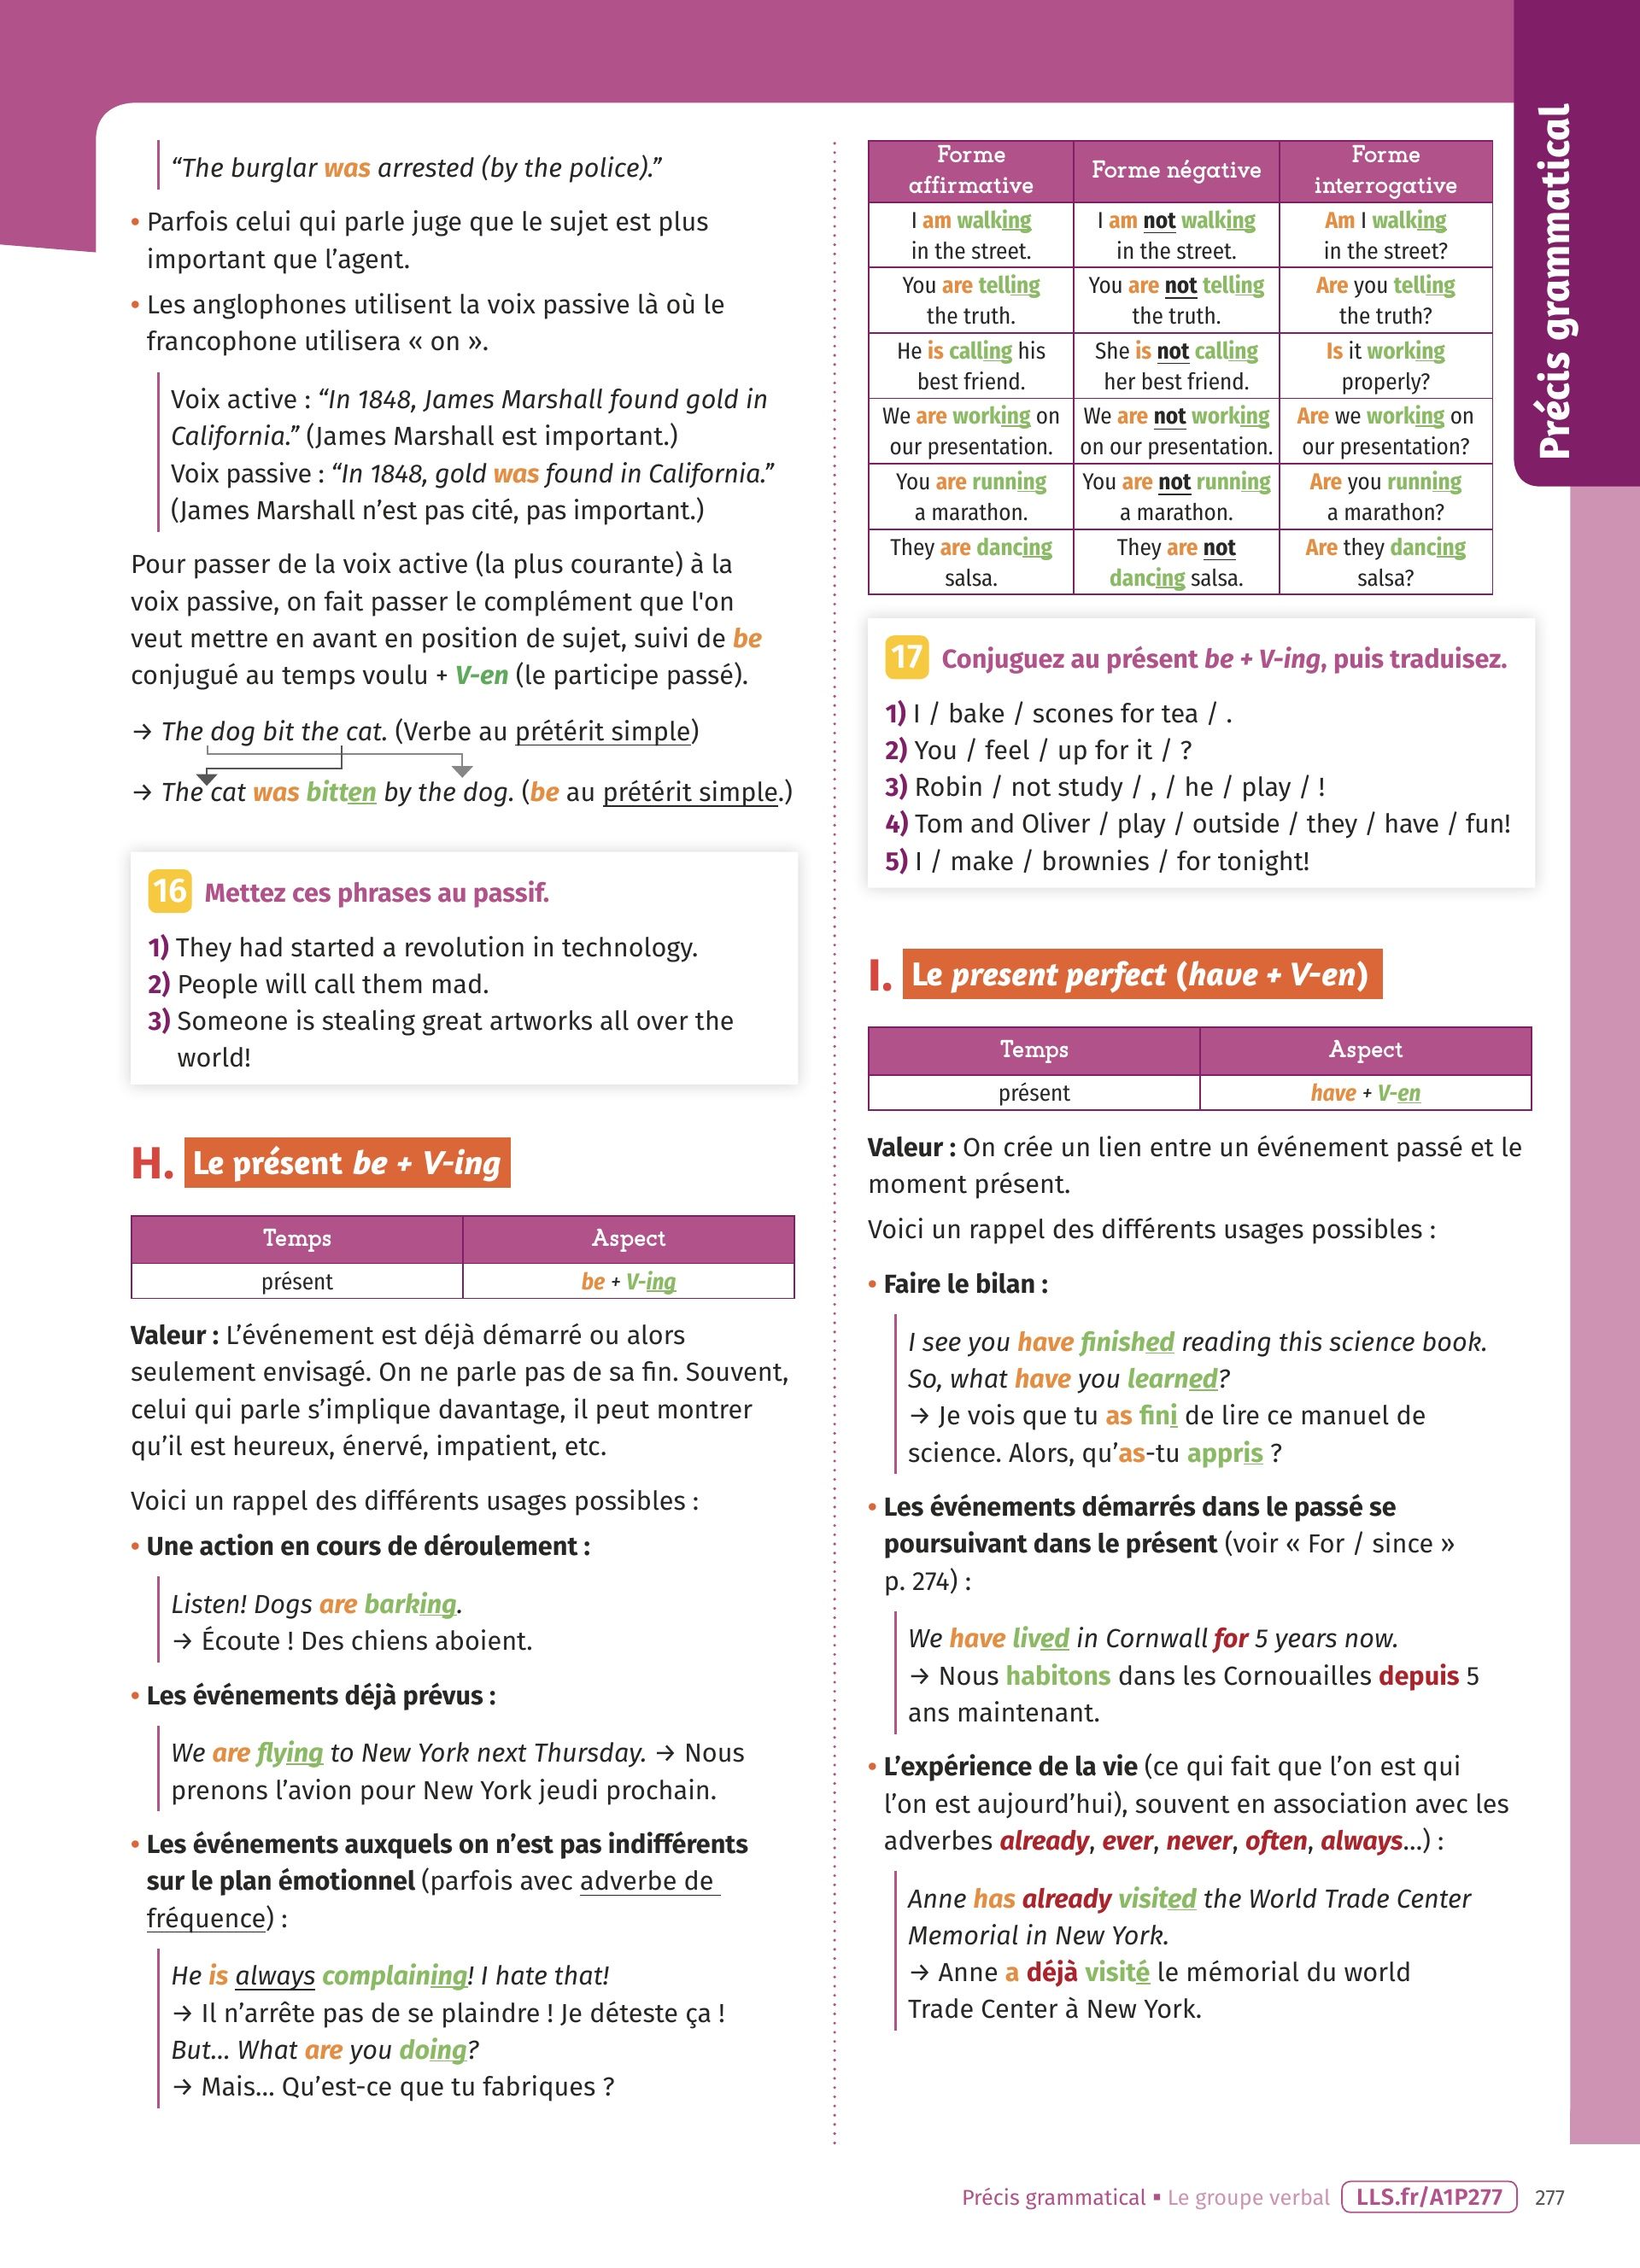 “The burglar was arrested (by the police).”
• Parfois celui qui parle juge que le sujet est plus
important que l’agent.
• Les anglophones utilisent la voix passive là où le
francophone utilisera « on ».
Voix active : “In 1848, James Marshall found gold in
California.” (James Marshall est important.)
Voix passive : “In 1848, gold was found in California.”
(James Marshall n’est pas cité, pas important.)
Pour passer de la voix active (la plus courante) à la
voix passive, on fait passer le complément que l'on
veut mettre en avant en position de sujet, suivi de be
conjugué au temps voulu + V-en (le participe passé).
→ The dog bit the cat. (Verbe au prétérit simple)
→ The cat was bitten by the dog. (be au prétérit simple.)
16 Mettez ces phrases au passif.
1) They had started a revolution in technology.
2) People will call them mad.
3) Someone is stealing great artworks all over the
world!
H. Le présent be + V-ing
Temps Aspect
présent be + V-ing
Valeur : L’événement est déjà démarré ou alors
seulement envisagé. On ne parle pas de sa fin. Souvent,
celui qui parle s’implique davantage, il peut montrer
qu’il est heureux, énervé, impatient, etc.
Voici un rappel des différents usages possibles :
• Une action en cours de déroulement :
Listen! Dogs are barking.
→ Écoute ! Des chiens aboient.
• Les événements déjà prévus :
We are flying to New York next Thursday. → Nous
prenons l’avion pour New York jeudi prochain.
• Les événements auxquels on n’est pas indifférents
sur le plan émotionnel (parfois avec adverbe de
fréquence) :
He is always complaining! I hate that!
→ Il n’arrête pas de se plaindre ! Je déteste ça !
But... What are you doing?
→ Mais... Qu’est-ce que tu fabriques ?
Forme affirmative Forme négative Forme interrogative
I am walking in the street. I am not walking in the street. Am I walking in the street?
You are telling the truth. You are not telling the truth. Are you telling the truth?
He is calling his best friend. She is not calling her best friend. Is it working properly?
We are working on our presentation. We are not working on our presentation. Are we working on our presentation?
You are running a marathon. You are not running a marathon. Are you running a marathon?
They are dancing salsa. They are not dancing salsa. Are they dancing salsa?
17 Conjuguez au présent be + V-ing, puis traduisez.
1) I / bake / scones for tea / .
2) You / feel / up for it / ?
3) Robin / not study / , / he / play / !
4) Tom and Oliver / play / outside / they / have / fun!
5) I / make / brownies / for tonight!
I. Le present perfect (have + V-en)
Temps Aspect
présent have + V-en
Valeur : On crée un lien entre un événement passé et le
moment présent.
Voici un rappel des différents usages possibles :
• Faire le bilan :
I see you have finished reading this science book.
So, what have you learned?
→ Je vois que tu as fini de lire ce manuel de
science. Alors, qu’as-tu appris ?
• Les événements démarrés dans le passé se
poursuivant dans le présent (voir « For / since »
p. 274) :
We have lived in Cornwall for 5 years now.
→ Nous habitons dans les Cornouailles depuis 5
ans maintenant.
• L’expérience de la vie (ce qui fait que l’on est qui
l’on est aujourd’hui), souvent en association avec les
adverbes already, ever, never, often, always...) :
Anne has already visited the World Trade Center
Memorial in New York.
→ Anne a déjà visité le mémorial du world
Trade Center à New York.
Précis grammatical
Précis grammatical ▪ Le groupe verbal LLS.fr/A1P277 277